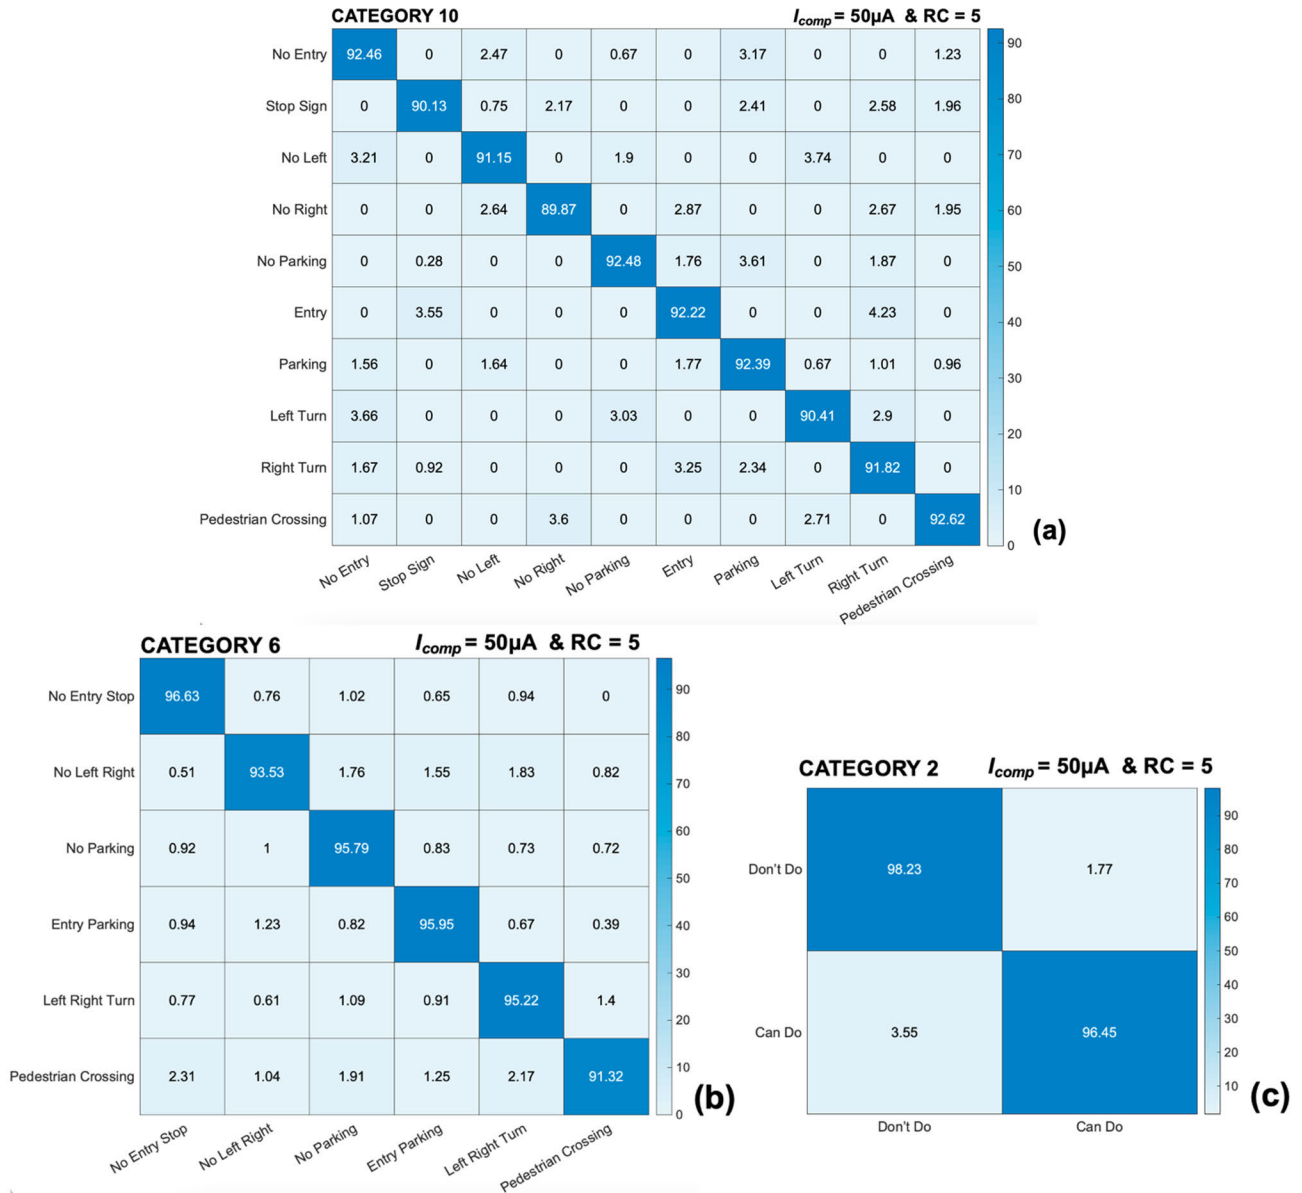 CATEGORY 10 Icomp = 50µA & RC = 5
No Entry 92.46 0 2.47 0 0.67 0 3.17 0 0 1.23
Stop Sign 0 90.13 0.75 2.17 0 0 2.41 0 2.58 1.96
No Left 3.21 0 91.15 0 1.9 0 0 3.74 0 0
No Right 0 0 2.64 89.87 0 2.87 0 0 2.67 1.95
No Parking 0 0.28 0 0 92.48 1.76 3.61 0 1.87 0
Entry 0 3.55 0 0 0 92.22 0 0 4.23 0
Parking 1.56 0 1.64 0 0 1.77 92.39 0.67 1.01 0.96
Left Turn 3.66 0 0 0 3.03 0 0 90.41 2.9 0
Right Turn 1.67 0.92 0 0 0 3.25 2.34 0 91.82 0
Pedestrian Crossing 1.07 0 0 3.6 0 0 0 2.71 0 92.62
No Entry Stop Sign No Left No Right No Parking Entry Parking Left Turn Right Turn Pedestrian Crossing
90
80
70
60
50
40
30
20
10
0
(a)
CATEGORY 6 Icomp = 50µA & RC = 5
No Entry Stop 96.63 0.76 1.02 0.65 0.94 0
No Left Right 0.51 93.53 1.76 1.55 1.83 0.82
No Parking 0.92 1 95.79 0.83 0.73 0.72
Entry Parking 0.94 1.23 0.82 95.95 0.67 0.39
Left Right Turn 0.77 0.61 1.09 0.91 95.22 1.4
Pedestrian Crossing 2.31 1.04 1.91 1.25 2.17 91.32
No Entry Stop No Left Right No Parking Entry Parking Left Right Turn Pedestrian Crossing
90
80
70
60
50
40
30
20
10
0
(b)
CATEGORY 2 Icomp = 50µA & RC = 5
Don't Do 98.23 1.77
Can Do 3.55 96.45
Don't Do Can Do
90
80
70
60
50
40
30
20
10
(c)